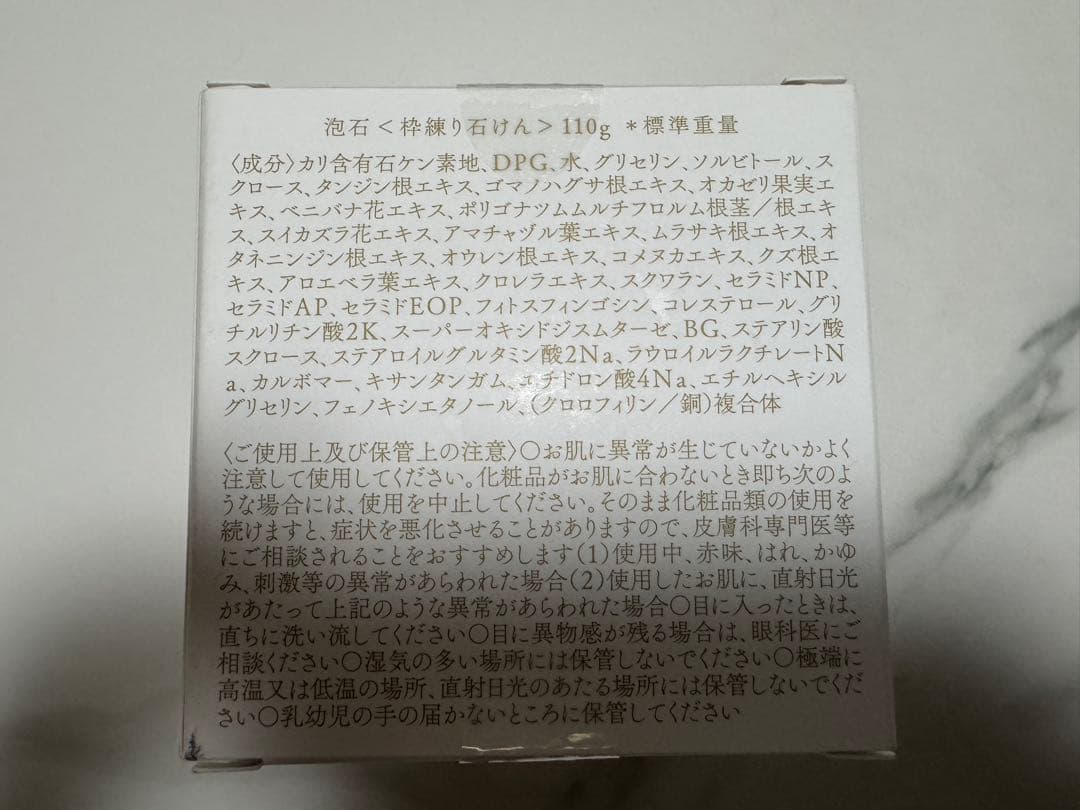 泡石＜枠練り石けん＞110g ＊標準重量
〈成分〉カリ含有石ケン素地、DPG、水、グリセリン、ソルビトール、ス
クロース、タンジン根エキス、ゴマノハグサ根エキス、オカゼリ果実エ
キス、ベニバナ花エキス、ポリゴナツムムルチフロルム根茎／根エキ
ス、スイカズラ花エキス、アマチャヅル葉エキス、ムラサキ根エキス、オ
タネニンジン根エキス、オウレン根エキス、コメヌカエキス、クズ根エ
キス、アロエベラ葉エキス、クロレラエキス、スクワラン、セラミドNP、
セラミドAP、セラミドEOP、フィトスフィンゴシン、コレステロール、グリ
チルリチン酸2K、スーパーオキシドジスムターゼ、BG、ステアリン酸
スクロース、ステアロイルグルタミン酸2Na、ラウロイルラクチレートN
a、カルボマー、キサンタンガム、エチドロン酸4Na、エチルヘキシル
グリセリン、フェノキシエタノール、（クロロフィリン／銅）複合体
〈ご使用上及び保管上の注意〉○お肌に異常が生じていないかよく
注意して使用してください。化粧品がお肌に合わないとき即ち次のよ
うな場合には、使用を中止してください。そのまま化粧品類の使用を
続けますと、症状を悪化させることがありますので、皮膚科専門医等
にご相談されることをおすすめします（1）使用中、赤味、はれ、かゆ
み、刺激等の異常があらわれた場合（2）使用したお肌に、直射日光
があたって上記のような異常があらわれた場合○目に入ったときは、
直ちに洗い流してください○目に異物感が残る場合は、眼科医にご
相談ください○湿気の多い場所には保管しないでください○極端に
高温又は低温の場所、直射日光のあたる場所には保管しないでくだ
さい○乳幼児の手の届かないところに保管してください